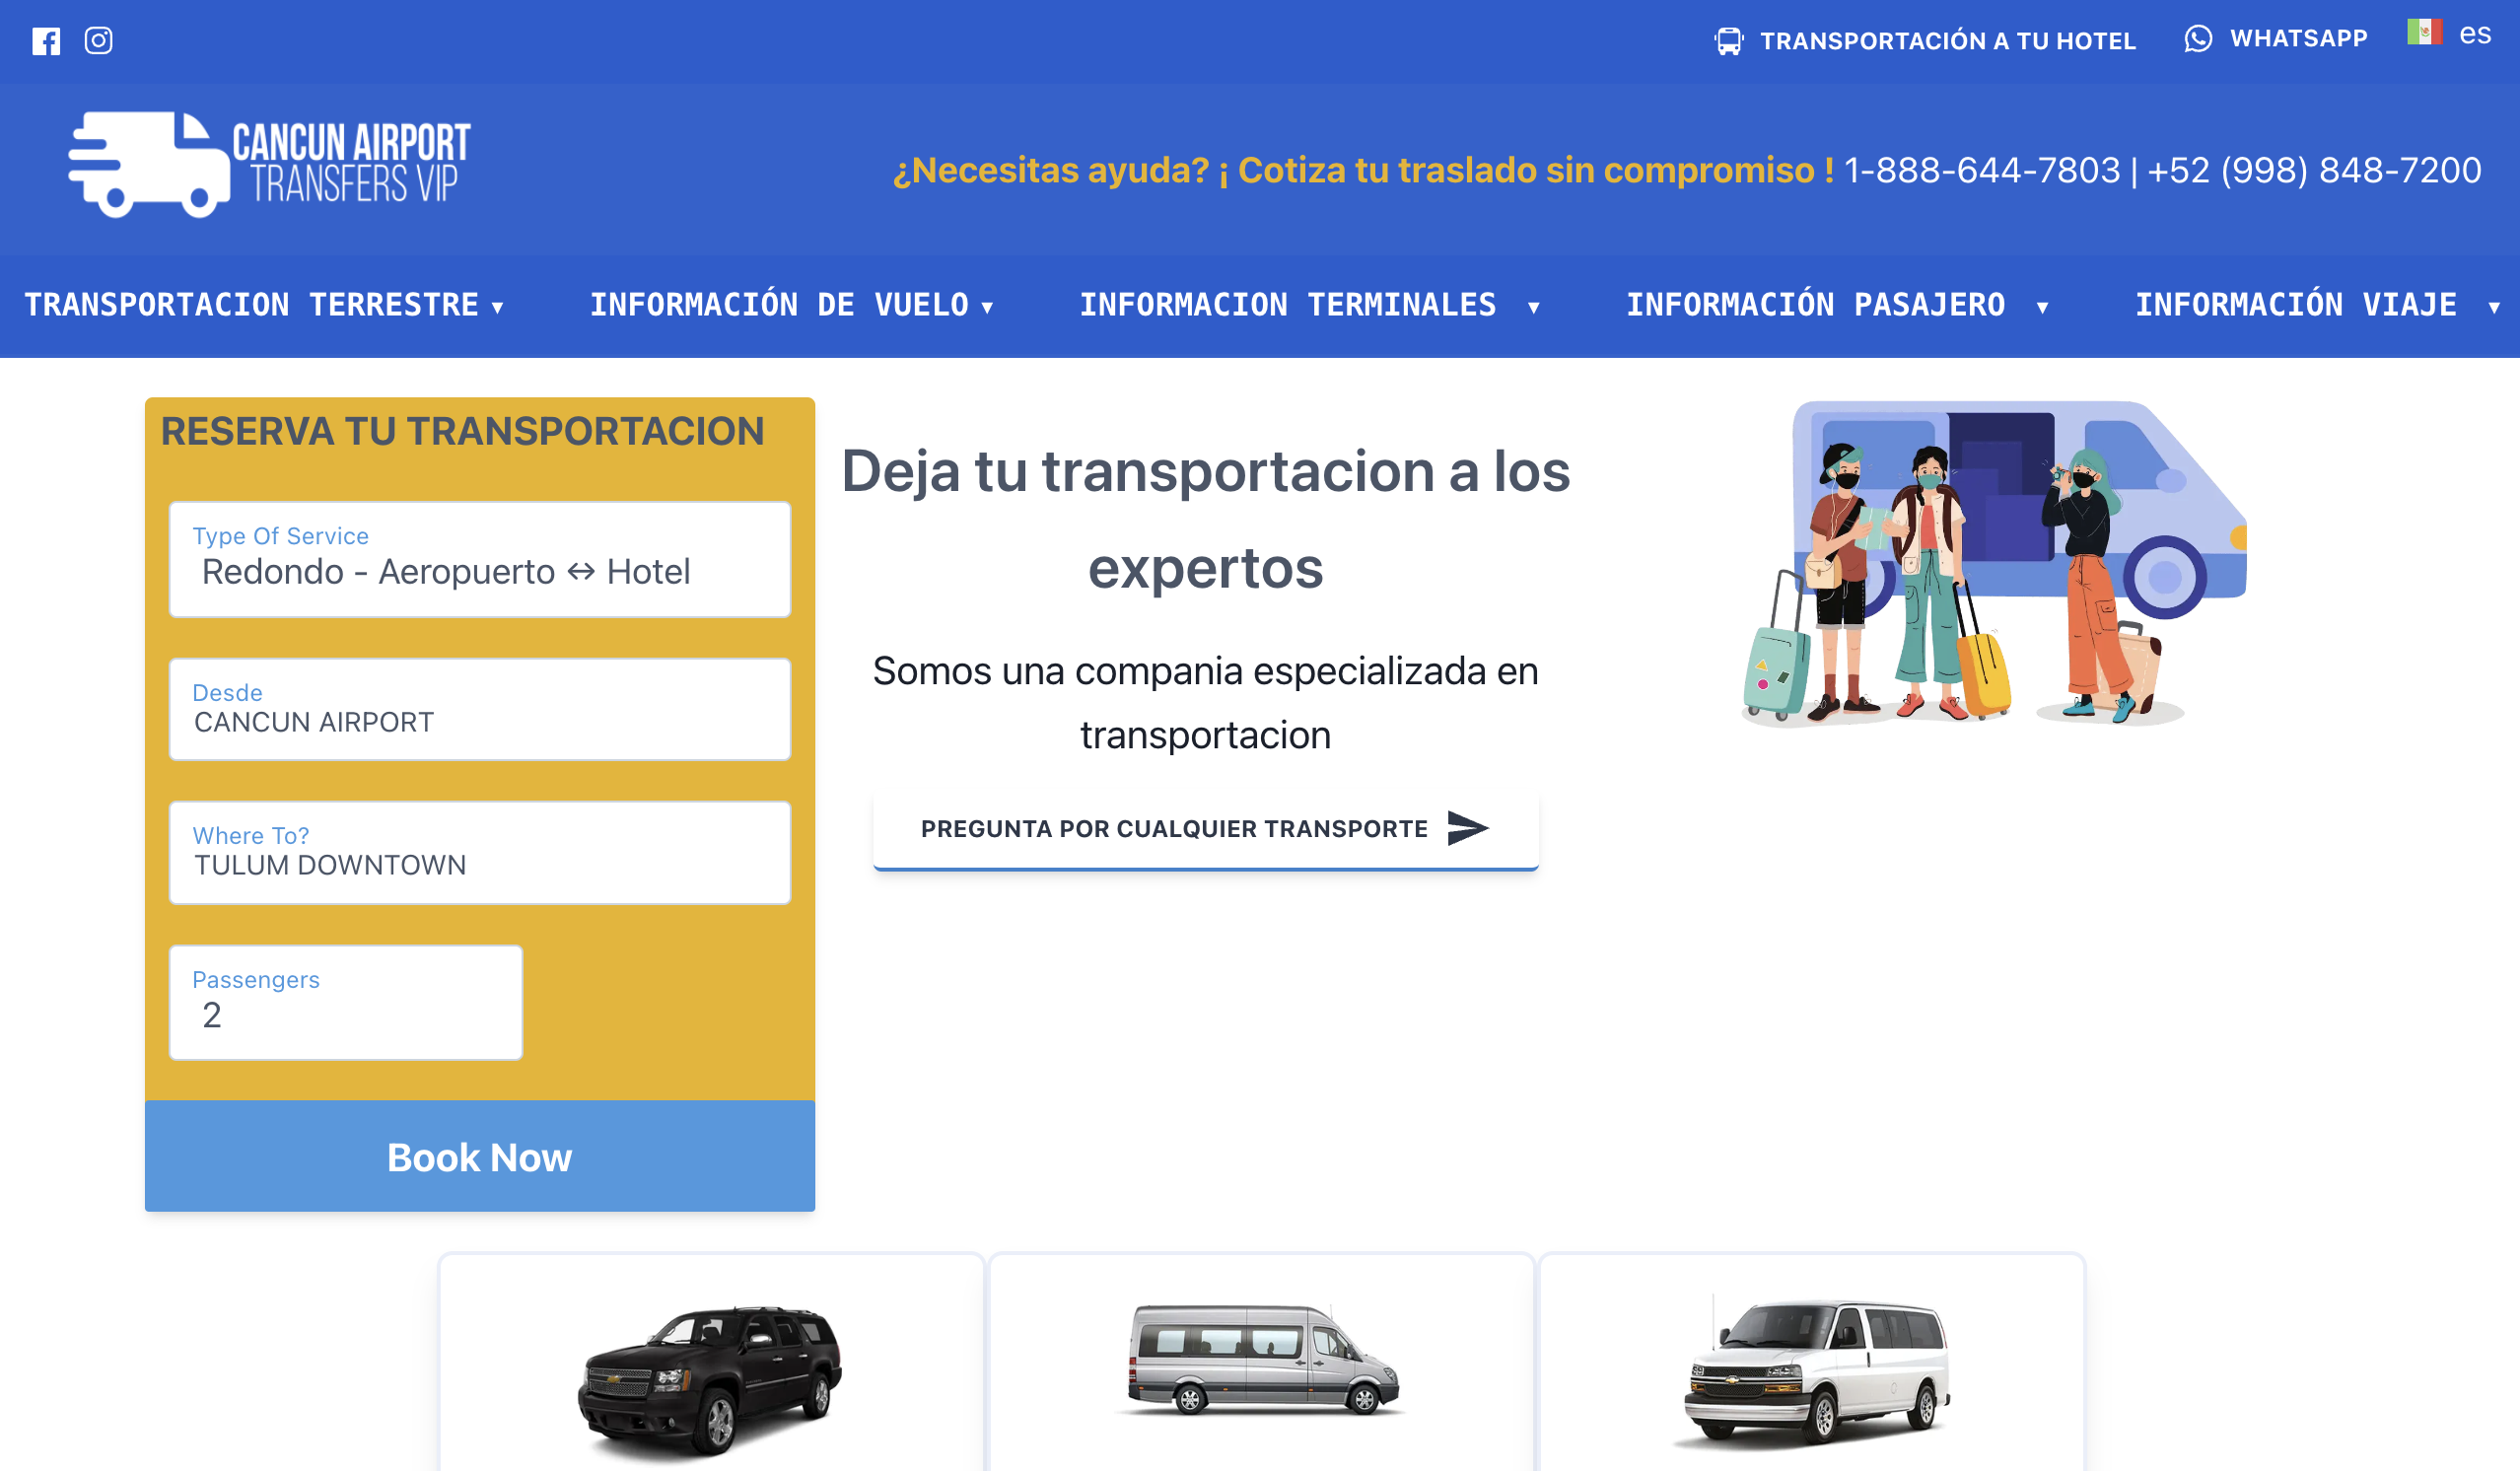 TRANSPORTACIÓN A TU HOTEL
WHATSAPP
es
CANCUN AIRPORT
TRANSFERS VIP
¿Necesitas ayuda? ¡ Cotiza tu traslado sin compromiso ! 1-888-644-7803 | +52 (998) 848-7200
TRANSPORTACION TERRESTRE ▾
INFORMACIÓN DE VUELO ▾
INFORMACION TERMINALES ▾
INFORMACIÓN PASAJERO ▾
INFORMACIÓN VIAJE ▾
RESERVA TU TRANSPORTACION
Type Of Service
Redondo - Aeropuerto <-> Hotel
Desde
CANCUN AIRPORT
Where To?
TULUM DOWNTOWN
Passengers
2
Book Now
Deja tu transportacion a los
expertos
Somos una compania especializada en
transportacion
PREGUNTA POR CUALQUIER TRANSPORTE